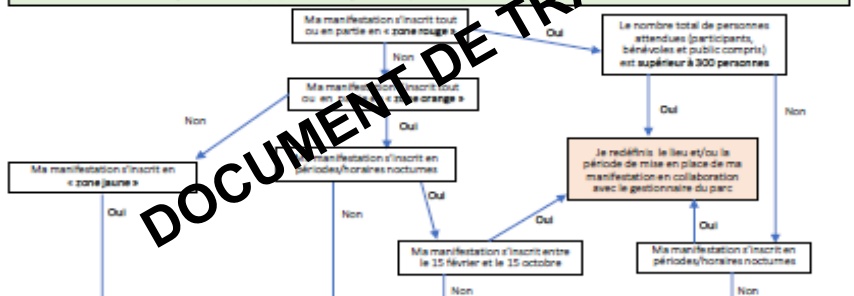 Ma manifestation s'inscrit tout
ou en partie en « zone rouge »
Oui
Le nombre total de personnes
attendues (participants,
bénévoles et public compris)
est supérieur à 300 personnes
Non
Ma manifestation s'inscrit tout
ou en partie en « zone orange »
Non
Oui
Oui
Non
Ma manifestation s'inscrit en
« zone jaune »
manifestation s'inscrit en
périodes/horaires nocturnes
Je redéfinis le lieu et/ou la
période de mise en place de ma
manifestation en collaboration
avec le gestionnaire du parc
Oui
Non
Oui
Oui
Oui
Ma manifestation s'inscrit entre
le 15 février et le 15 octobre
Ma manifestation s'inscrit en
périodes/horaires nocturnes
Non
Non
DOCUMENT DE TRA